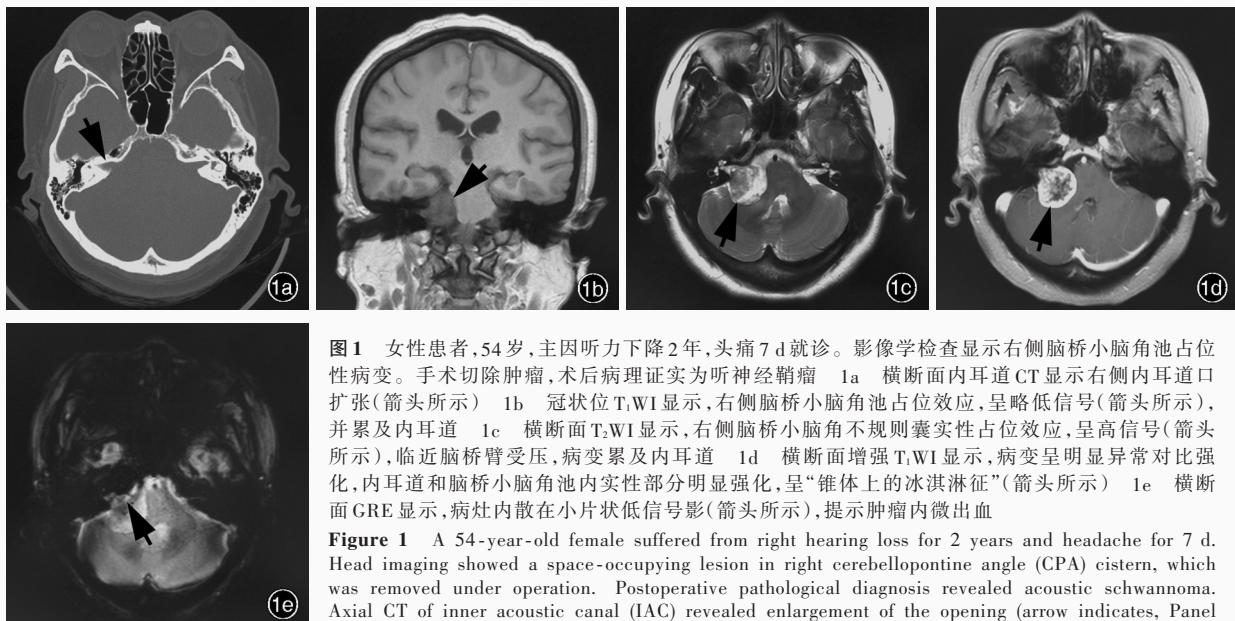 1a
1b
1c
1d
1e
图1 女性患者,54岁,主因听力下降2年,头痛7 d就诊。影像学检查显示右侧脑桥小脑角池占位
性病变。手术切除肿瘤,术后病理证实为听神经鞘瘤 1a 横断面内耳道CT显示右侧内耳道口
扩张(箭头所示) 1b 冠状位T₁WI显示,右侧脑桥小脑角池占位效应,呈略低信号(箭头所示),
并累及内耳道 1c 横断面T₂WI显示,右侧脑桥小脑角不规则囊实性占位效应,呈高信号(箭头
所示),临近脑桥臂受压,病变累及内耳道 1d 横断面增强T₁WI显示,病变呈明显异常对比强
化,内耳道和脑桥小脑角池内实性部分明显强化,呈“锥体上的冰淇淋征”(箭头所示) 1e 横断
面GRE显示,病灶内散在小片状低信号影(箭头所示),提示肿瘤内微出血
Figure 1 A 54-year-old female suffered from right hearing loss for 2 years and headache for 7 d.
Head imaging showed a space-occupying lesion in right cerebellopontine angle (CPA) cistern, which
was removed under operation. Postoperative pathological diagnosis revealed acoustic schwannoma.
Axial CT of inner acoustic canal (IAC) revealed enlargement of the opening (arrow indicates, Panel